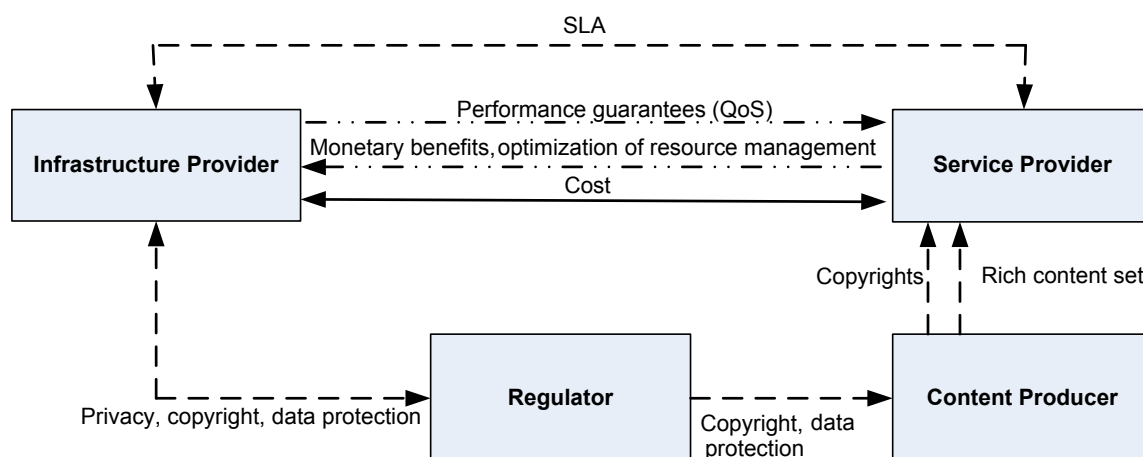 SLA
Performance guarantees (QoS)
Monetary benefits, optimization of resource management
Infrastructure Provider
Service Provider
Cost
Copyrights
Rich content set
Regulator
Content Producer
Privacy, copyright, data protection
Copyright, data
protection